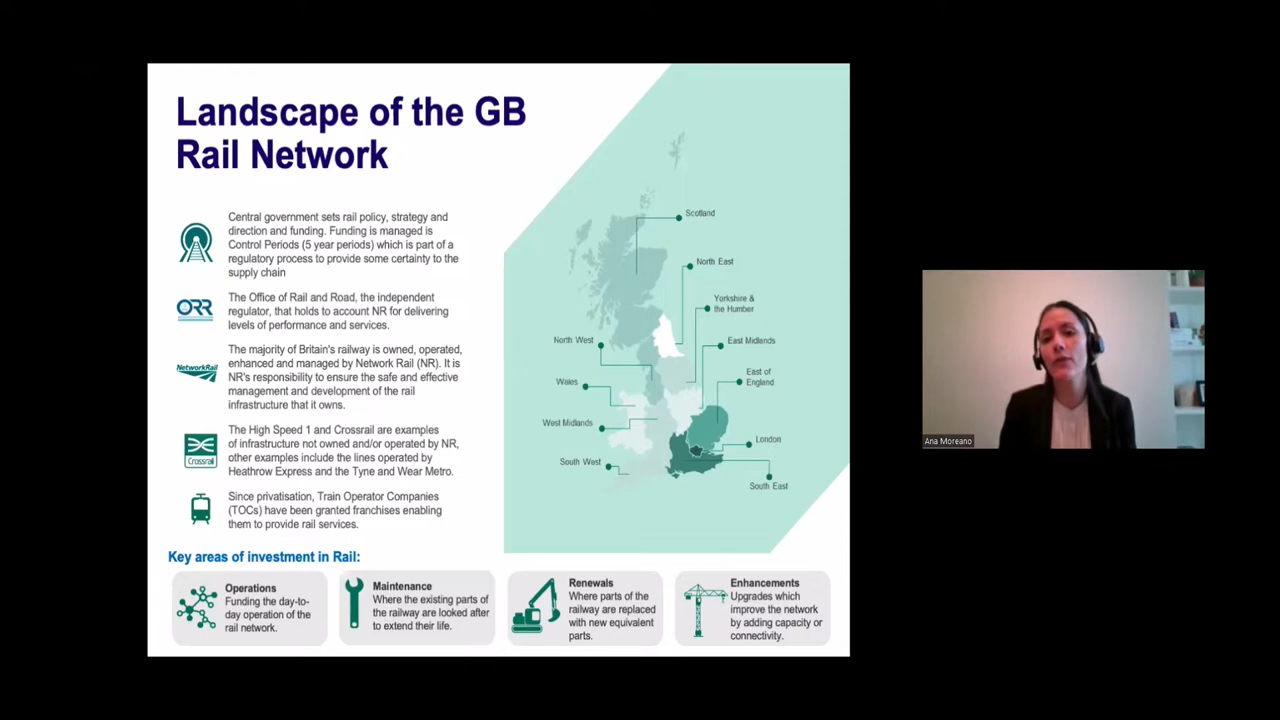 Landscape of the GB
Rail Network
Central government sets rail policy, strategy and
direction and funding. Funding is managed is
Control Periods (5 year periods) which is part of a
regulatory process to provide some certainty to the
supply chain
ORR
The Office of Rail and Road, the independent
regulator, that holds to account NR for delivering
levels of performance and services.
NetworkRail
The majority of Britain's railway is owned, operated,
enhanced and managed by Network Rail (NR). It is
NR's responsibility to ensure the safe and effective
management and development of the rail
infrastructure that it owns.
Crossrail
The High Speed 1 and Crossrail are examples
of infrastructure not owned and/or operated by NR,
other examples include the lines operated by
Heathrow Express and the Tyne and Wear Metro.
Since privatisation, Train Operator Companies
(TOCs) have been granted franchises enabling
them to provide rail services.
Scotland
North East
Yorkshire &
the Humber
North West
East Midlands
East of
England
Wales
West Midlands
London
South West
South East
Key areas of investment in Rail:
Operations
Funding the day-to-
day operation of the
rail network.
Maintenance
Where the existing parts of
the railway are looked after
to extend their life.
Renewals
Where parts of the
railway are replaced
with new equivalent
parts.
Enhancements
Upgrades which
improve the network
by adding capacity or
connectivity.
Ana Moreano